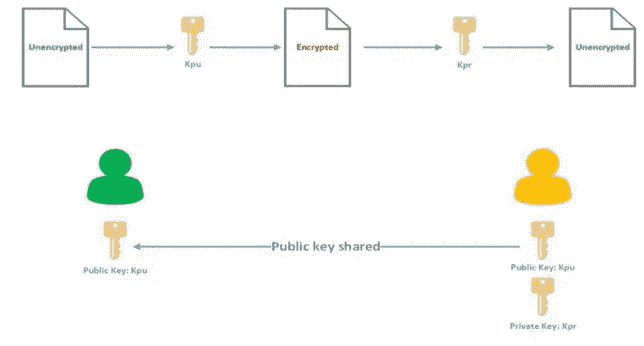 Unencrypted
Kpu
Encrypted
Kpr
Unencrypted
Public key shared
Public Key: Kpu
Public Key: Kpu
Private Key: Kpr